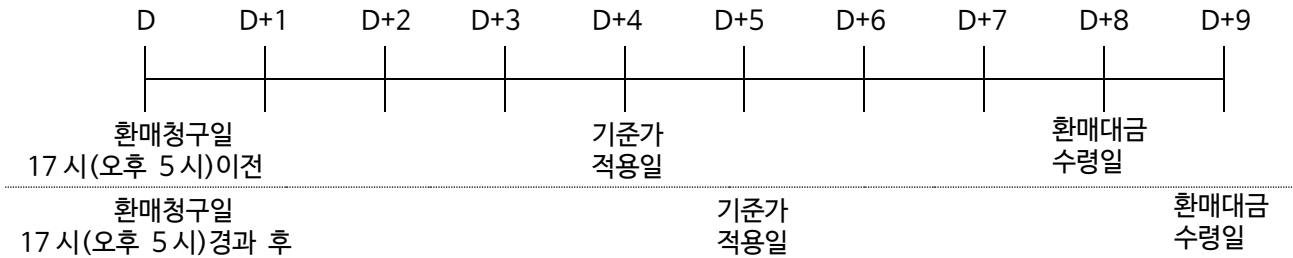 D D+1 D+2 D+3 D+4 D+5 D+6 D+7 D+8 D+9
환매청구일 기준가 환매대금
17 시(오후 5 시)이전 적용일 수령일
환매청구일 기준가 환매대금
17 시(오후 5 시)경과 후 적용일 수령일